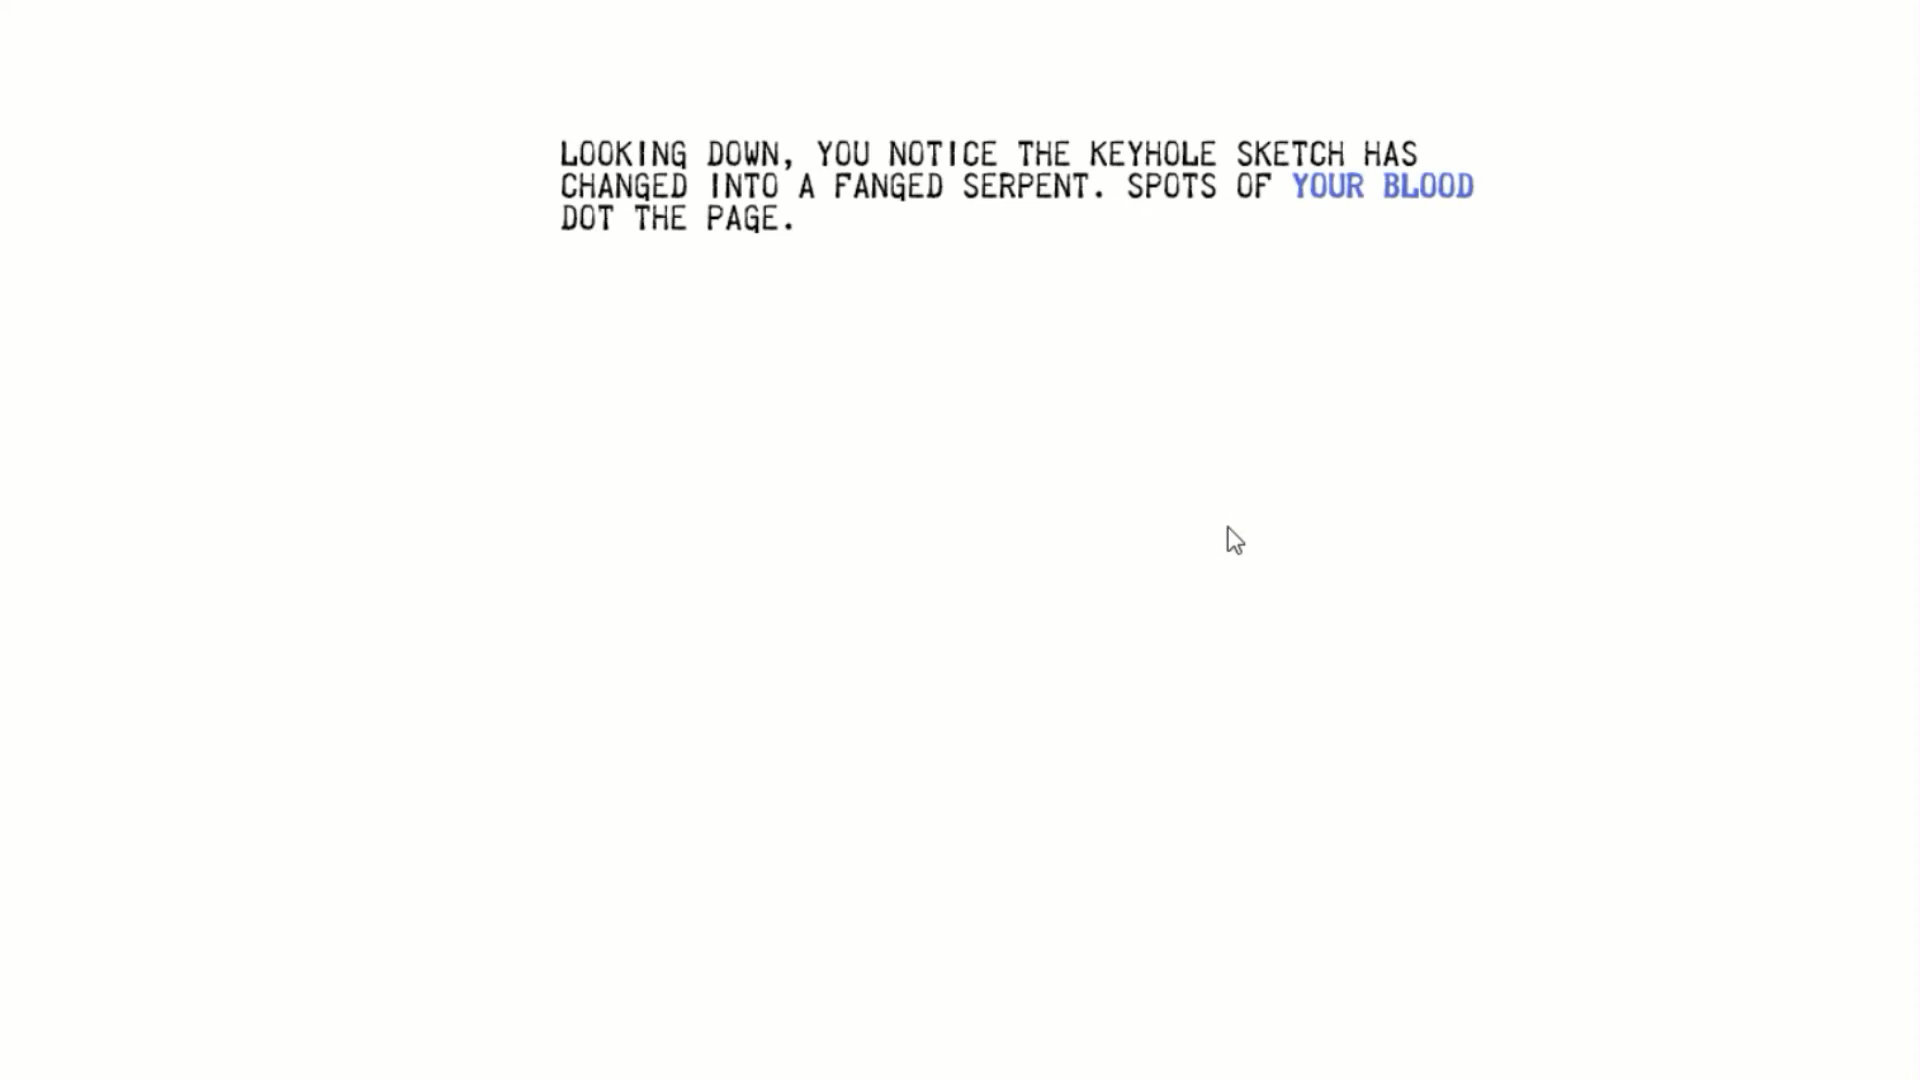 LOOKING DOWN, YOU NOTICE THE KEYHOLE SKETCH HAS
CHANGED INTO A FANGED SERPENT. SPOTS OF YOUR BLOOD
DOT THE PAGE.